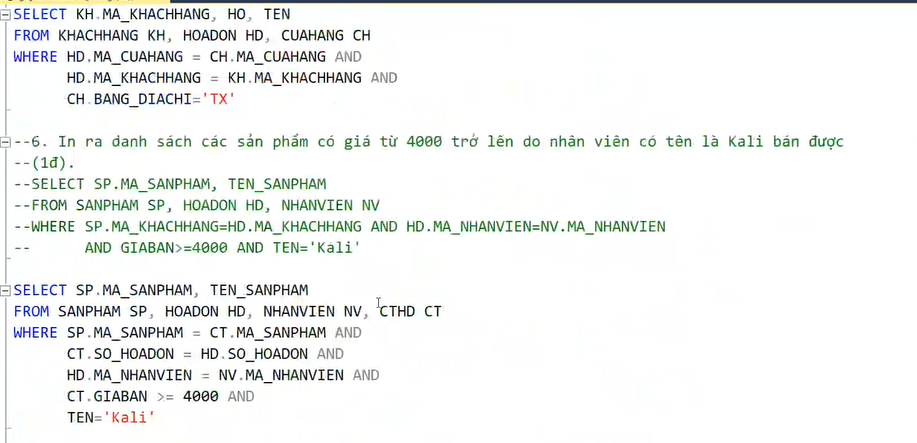 SELECT KH.MA_KHACHHANG, HO, TEN
FROM KHACHHANG KH, HOADON HD, CUAHANG CH
WHERE HD.MA_CUAHANG = CH.MA_CUAHANG AND
HD.MA_KHACHHANG = KH.MA_KHACHHANG AND
CH.BANG_DIACHI='TX'
--6. In ra danh sách các sản phẩm có giá từ 4000 trở lên do nhân viên có tên là Kali bán được
--(1đ).
--SELECT SP.MA_SANPHAM, TEN_SANPHAM
--FROM SANPHAM SP, HOADON HD, NHANVIEN NV
--WHERE SP.MA_KHACHHANG=HD.MA_KHACHHANG AND HD.MA_NHANVIEN=NV.MA_NHANVIEN
-- AND GIABAN>=4000 AND TEN='Kali'
SELECT SP.MA_SANPHAM, TEN_SANPHAM
FROM SANPHAM SP, HOADON HD, NHANVIEN NV, CTHD CT
WHERE SP.MA_SANPHAM = CT.MA_SANPHAM AND
CT.SO_HOADON = HD.SO_HOADON AND
HD.MA_NHANVIEN = NV.MA_NHANVIEN AND
CT.GIABAN >= 4000 AND
TEN='Kali'